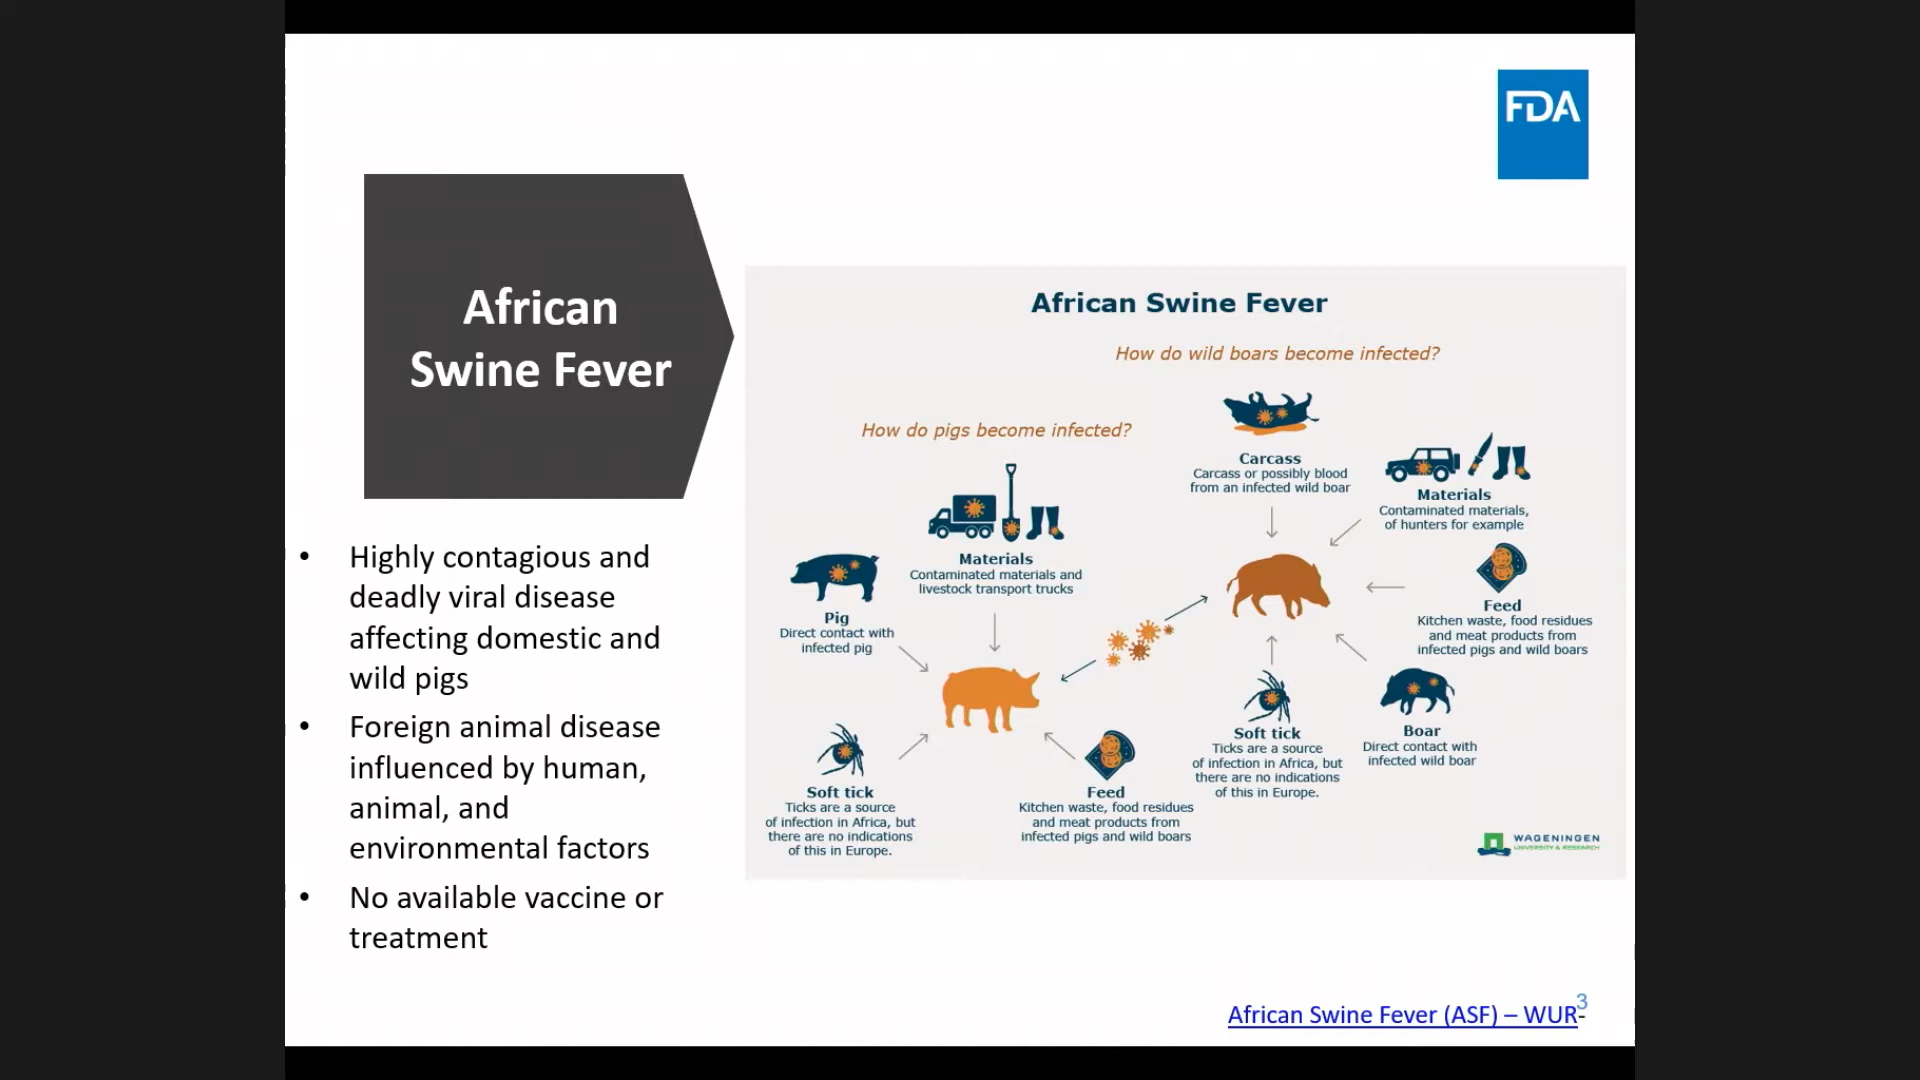 FDA
African
Swine Fever
• Highly contagious and
deadly viral disease
affecting domestic and
wild pigs
• Foreign animal disease
influenced by human,
animal, and
environmental factors
• No available vaccine or
treatment
African Swine Fever
How do wild boars become infected?
How do pigs become infected?
Carcass
Carcass or possibly blood
from an infected wild boar
Materials
Contaminated materials,
of hunters for example
Materials
Contaminated materials and
livestock transport trucks
Pig
Direct contact with
infected pig
Feed
Kitchen waste, food residues
and meat products from
infected pigs and wild boars
Soft tick
Ticks are a source
of infection in Africa, but
there are no indications
of this in Europe.
Boar
Direct contact with
infected wild boar
Soft tick
Ticks are a source
of infection in Africa, but
there are no indications
of this in Europe.
Feed
Kitchen waste, food residues
and meat products from
infected pigs and wild boars
WAGENINGEN
UNIVERSITY & RESEARCH
3
African Swine Fever (ASF) – WUR-